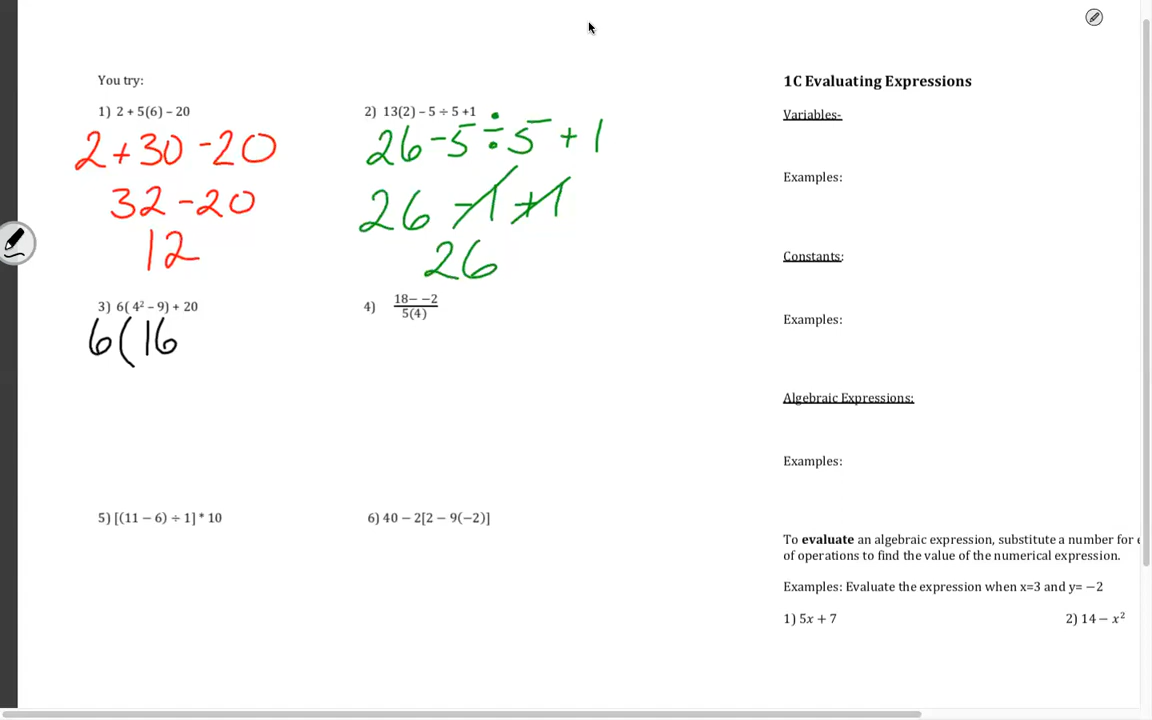 You try:
1) 2 + 5(6) – 20
2) 13(2) – 5 ÷ 5 +1
2 + 30 - 20
32 - 20
12
26 - 5 ÷ 5 + 1
26 - 1 + 1
26
3) 6( 4² – 9) + 20
6(16
4) 18− −2
5(4)
5) [(11 – 6) ÷ 1] * 10
6) 40 – 2[2 – 9(−2)]
1C Evaluating Expressions
Variables-
Examples:
Constants:
Examples:
Algebraic Expressions:
Examples:
To evaluate an algebraic expression, substitute a number for
of operations to find the value of the numerical expression.
Examples: Evaluate the expression when x=3 and y= −2
1) 5x + 7
2) 14 – x²